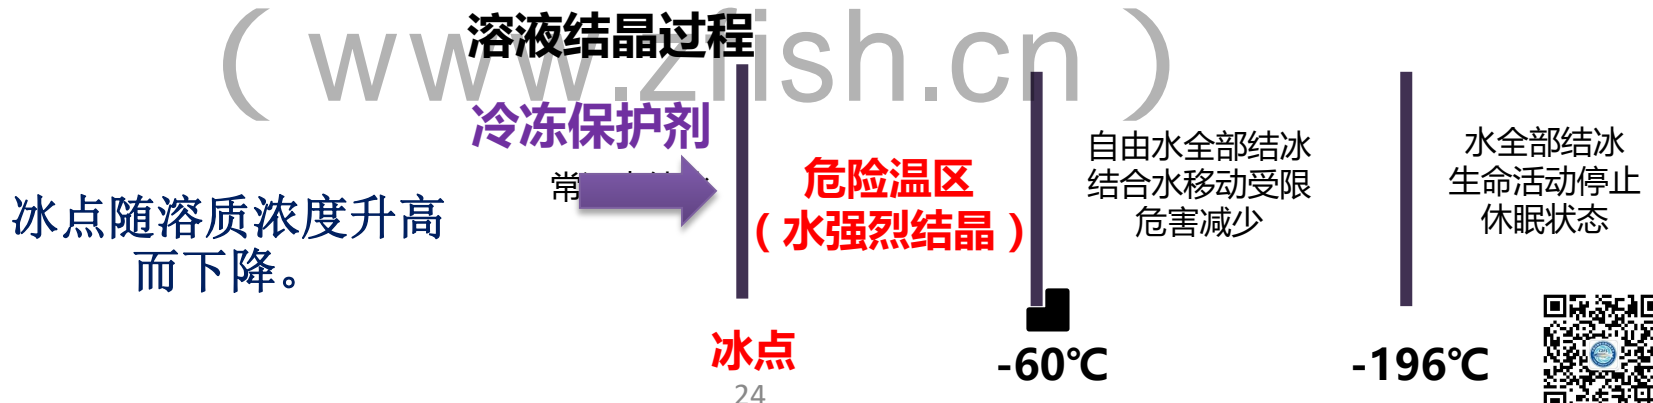 （www.zfish.cn）
溶液结晶过程
冷冻保护剂
常
冰点随溶质浓度升高
而下降。
危险温区
（水强烈结晶）
自由水全部结冰
结合水移动受限
危害减少
水全部结冰
生命活动停止
休眠状态
冰点
-60℃
-196℃
24